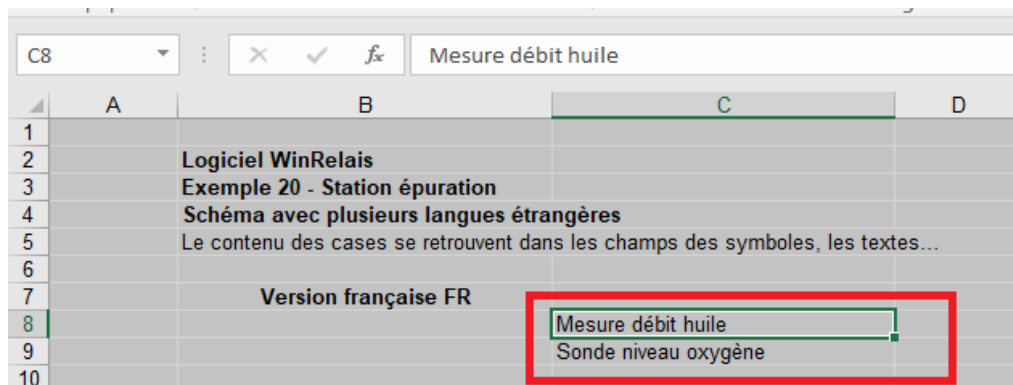 C8 fx Mesure débit huile
A B C D
1
2 Logiciel WinRelais
3 Exemple 20 - Station épuration
4 Schéma avec plusieurs langues étrangères
5 Le contenu des cases se retrouvent dans les champs des symboles, les textes...
6
7 Version française FR
8 Mesure débit huile
9 Sonde niveau oxygène
10